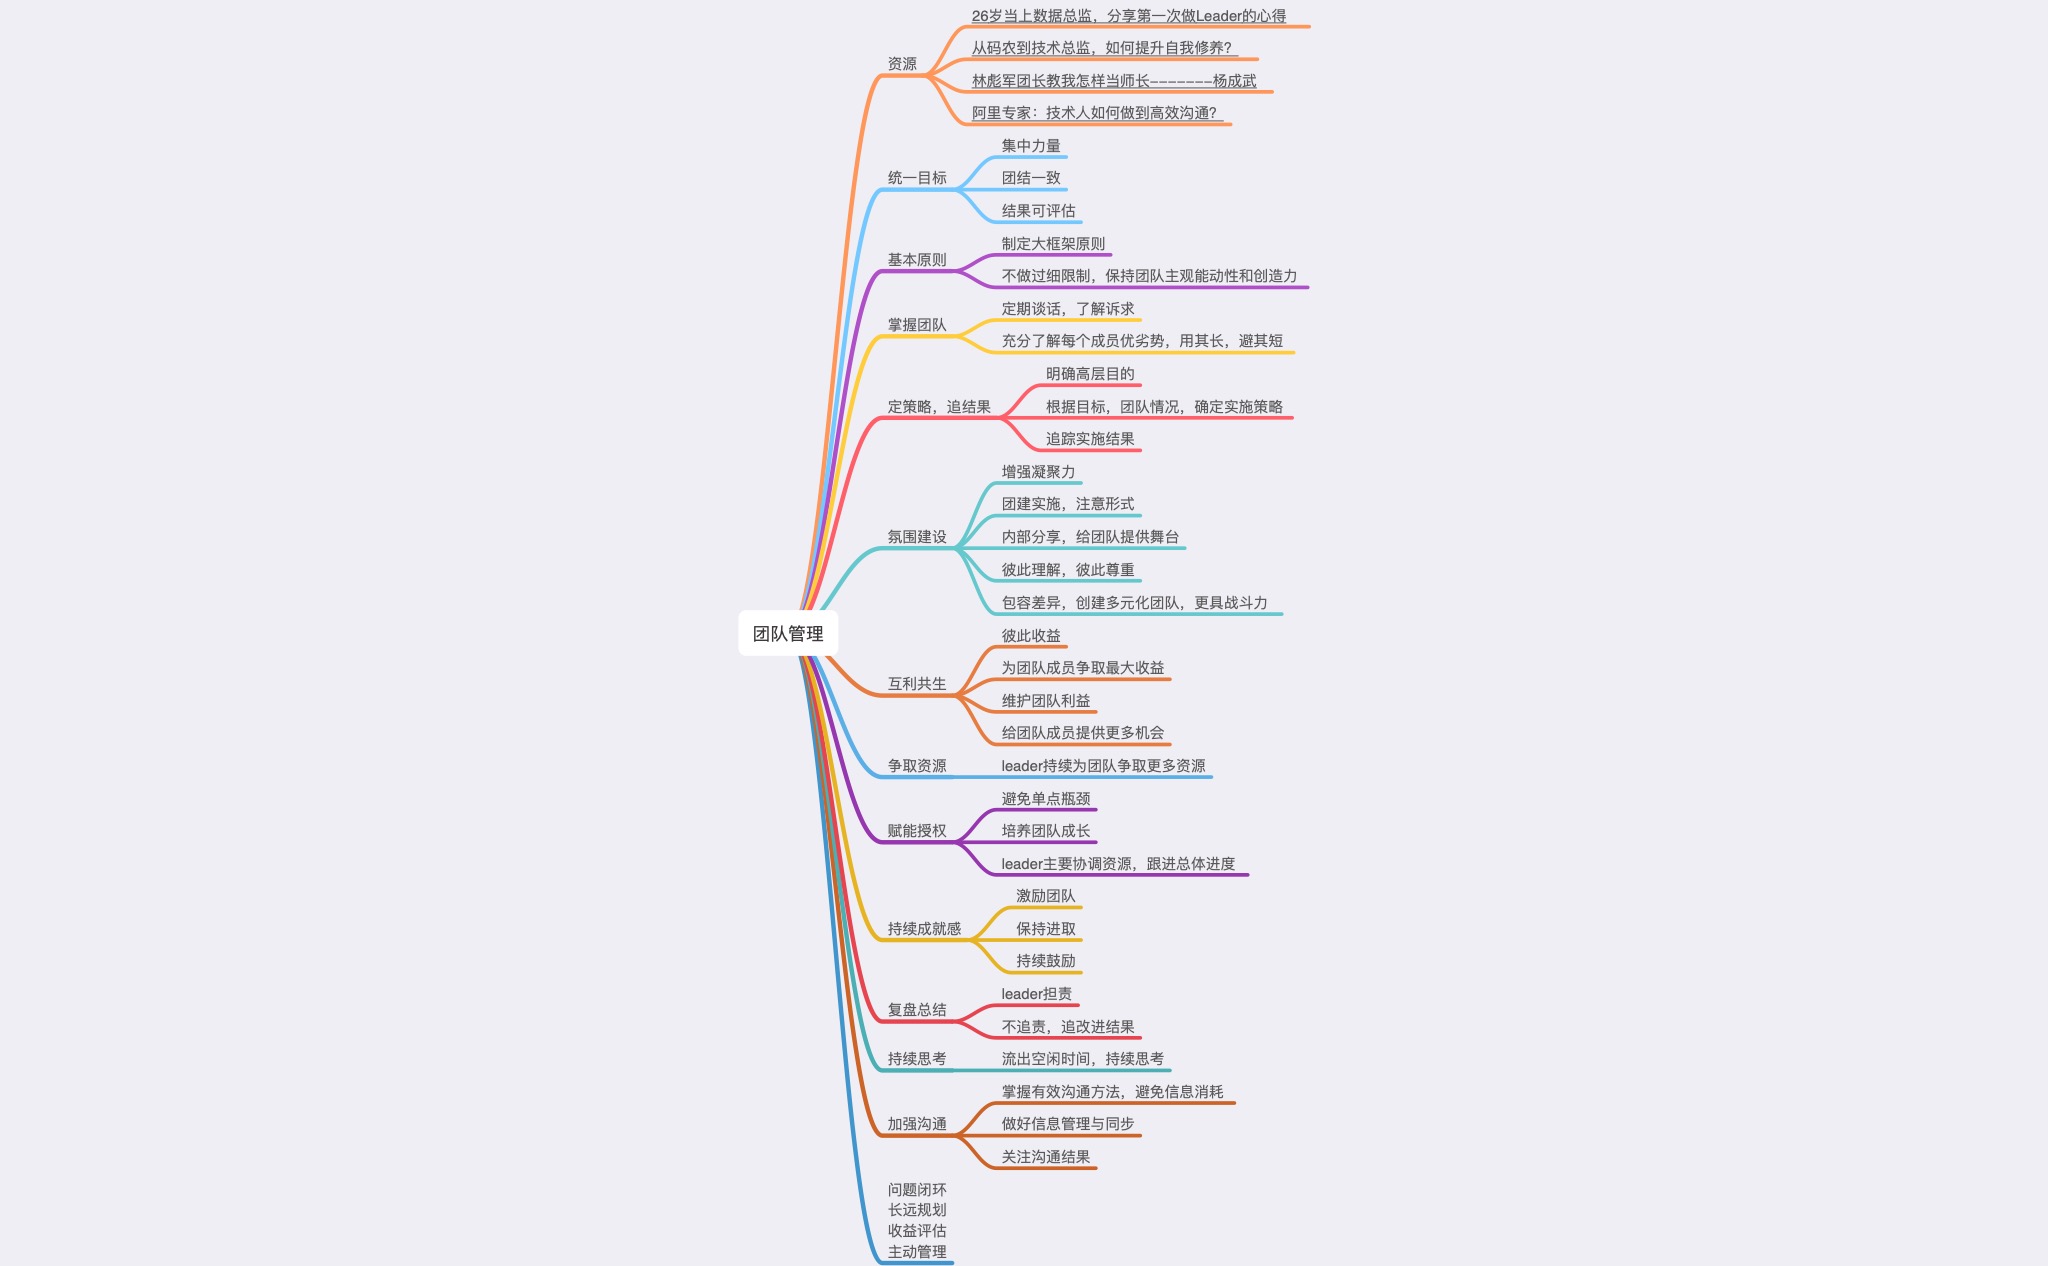 团队管理
资源
26岁当上数据总监，分享第一次做Leader的心得
从码农到技术总监，如何提升自我修养？
林彪军团长教我怎样当师长-------杨成武
阿里专家：技术人如何做到高效沟通？
统一目标
集中力量
团结一致
结果可评估
基本原则
制定大框架原则
不做过细限制，保持团队主观能动性和创造力
掌握团队
定期谈话，了解诉求
充分了解每个成员优劣势，用其长，避其短
定策略，追结果
明确高层目的
根据目标，团队情况，确定实施策略
追踪实施结果
氛围建设
增强凝聚力
团建实施，注意形式
内部分享，给团队提供舞台
彼此理解，彼此尊重
包容差异，创建多元化团队，更具战斗力
互利共生
彼此收益
为团队成员争取最大收益
维护团队利益
给团队成员提供更多机会
争取资源
leader持续为团队争取更多资源
赋能授权
避免单点瓶颈
培养团队成长
leader主要协调资源，跟进总体进度
持续成就感
激励团队
保持进取
持续鼓励
复盘总结
leader担责
不追责，追改进结果
持续思考
流出空闲时间，持续思考
加强沟通
掌握有效沟通方法，避免信息消耗
做好信息管理与同步
关注沟通结果
问题闭环
长远规划
收益评估
主动管理